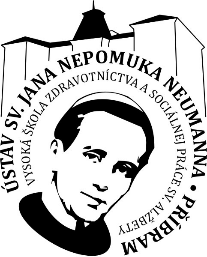 ÚSTAV SV. JANA NEPOMUKA NEUMANNA • PŘÍBRAM
VYSOKÁ ŠKOLA ZDRAVOTNÍCTVA A SOCIÁLNEJ PRÁCE SV. ALŽBETY